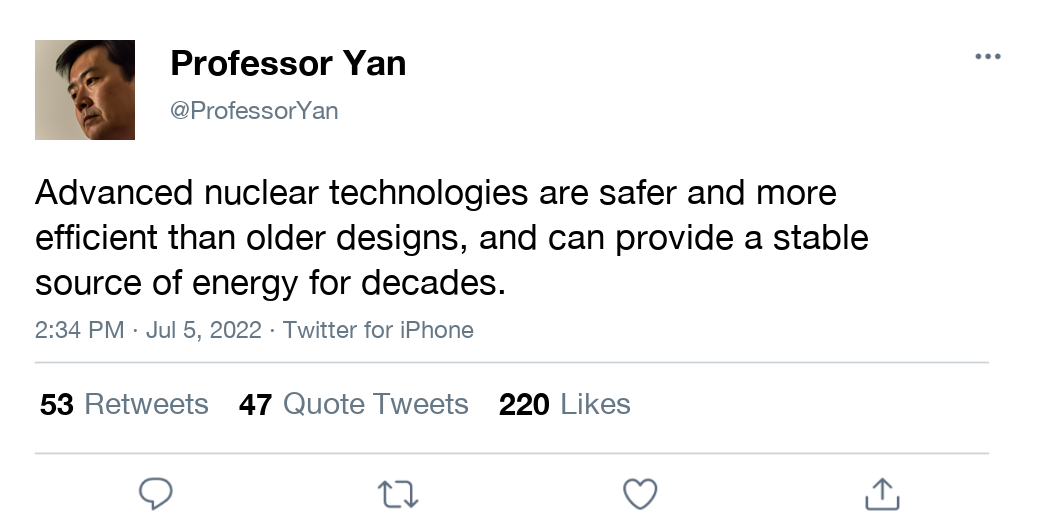 Professor Yan
@ProfessorYan
Advanced nuclear technologies are safer and more
efficient than older designs, and can provide a stable
source of energy for decades.
2:34 PM · Jul 5, 2022 · Twitter for iPhone
53 Retweets 47 Quote Tweets 220 Likes